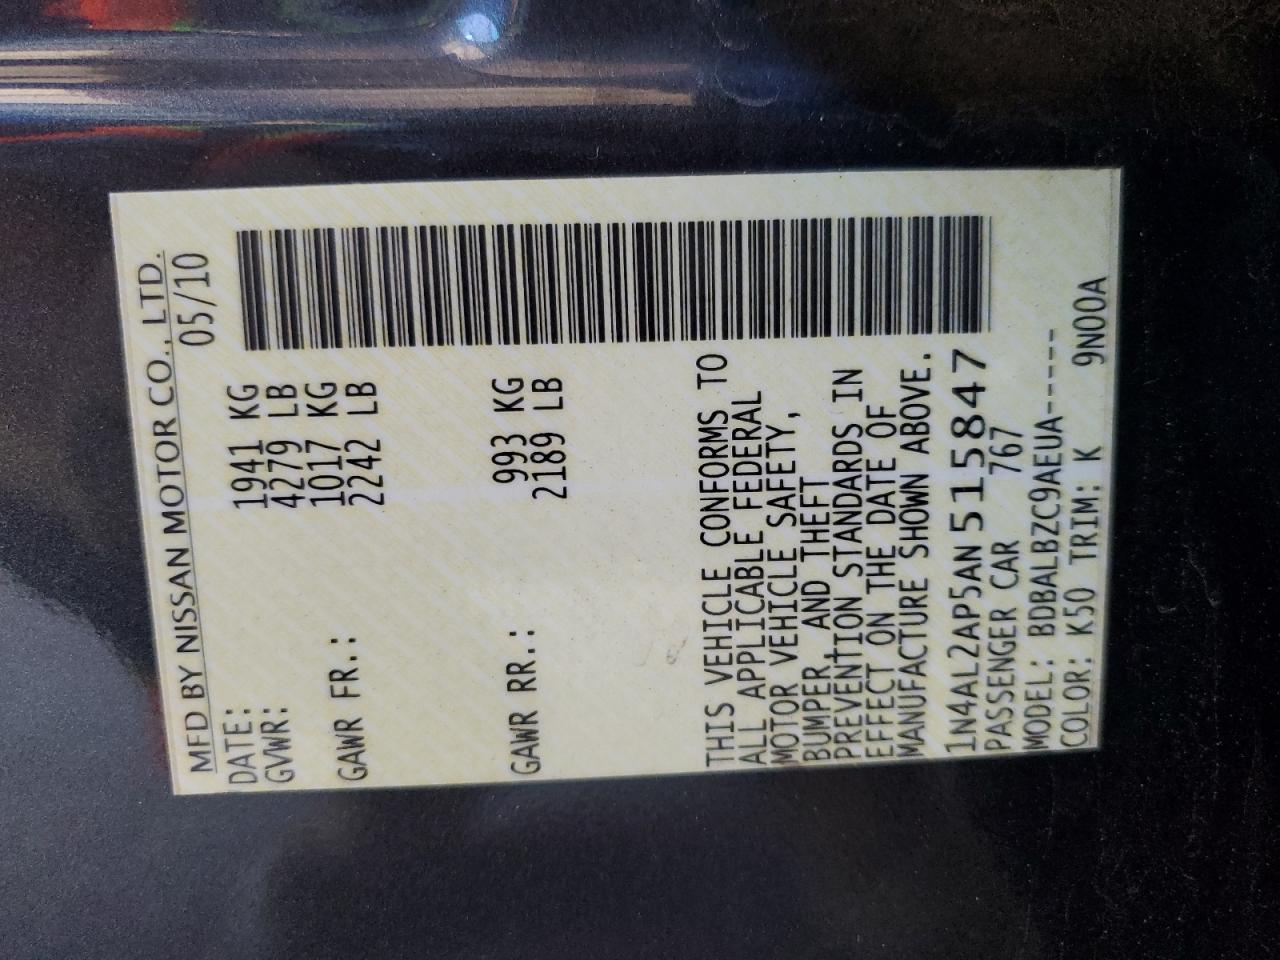 MFD BY NISSAN MOTOR CO., LTD.
DATE: 05/10
GVWR: 1941 KG
4279 LB
GAWR FR.: 1017 KG
2242 LB
GAWR RR.: 993 KG
2189 LB
THIS VEHICLE CONFORMS TO
ALL APPLICABLE FEDERAL
MOTOR VEHICLE SAFETY,
BUMPER, AND THEFT
PREVENTION STANDARDS IN
EFFECT ON THE DATE OF
MANUFACTURE SHOWN ABOVE.
1N4AL2AP5AN515847
PASSENGER CAR 767
MODEL: BDBALBZC9AEUA-----
COLOR: K50 TRIM: K 9N00A